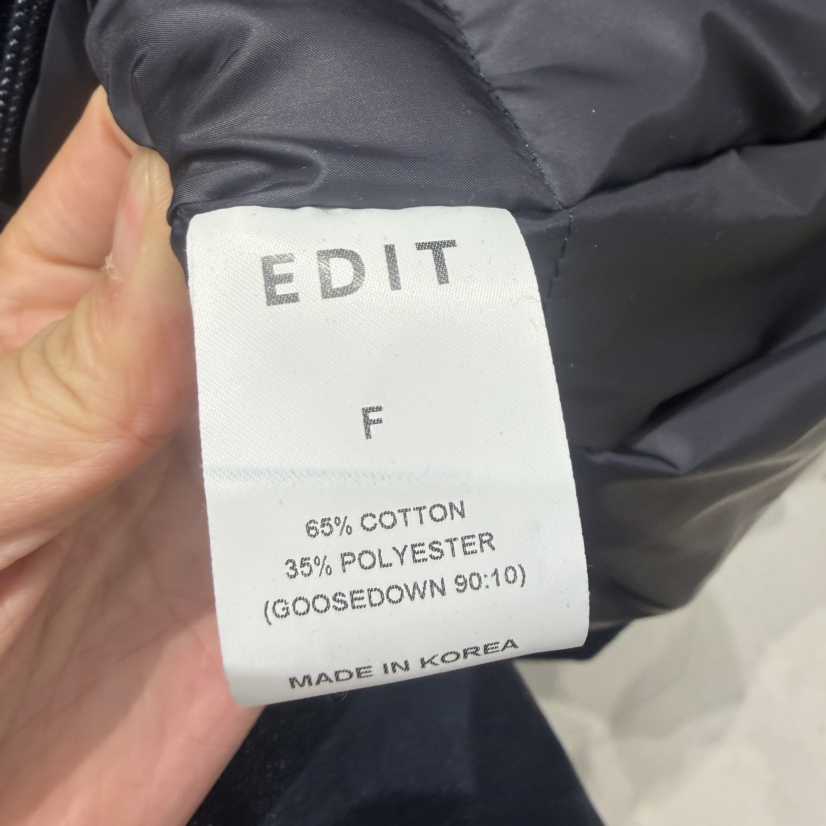 EDIT
F
65% COTTON
35% POLYESTER
(GOOSEDOWN 90:10)
MADE IN KOREA